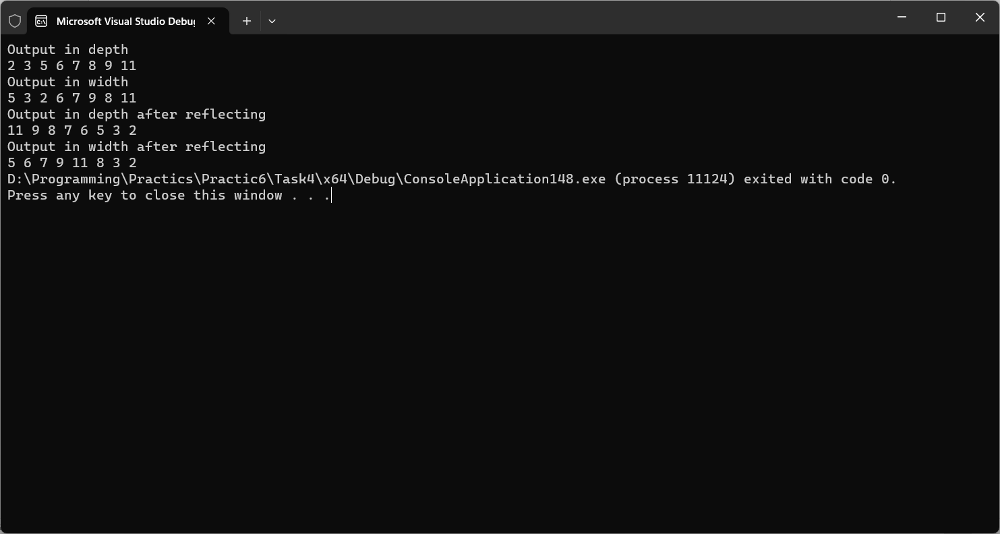 Microsoft Visual Studio Debug
Output in depth
2 3 5 6 7 8 9 11
Output in width
5 3 2 6 7 9 8 11
Output in depth after reflecting
11 9 8 7 6 5 3 2
Output in width after reflecting
5 6 7 9 11 8 3 2
D:\Programming\Practics\Practic6\Task4\x64\Debug\ConsoleApplication148.exe (process 11124) exited with code 0.
Press any key to close this window . . .